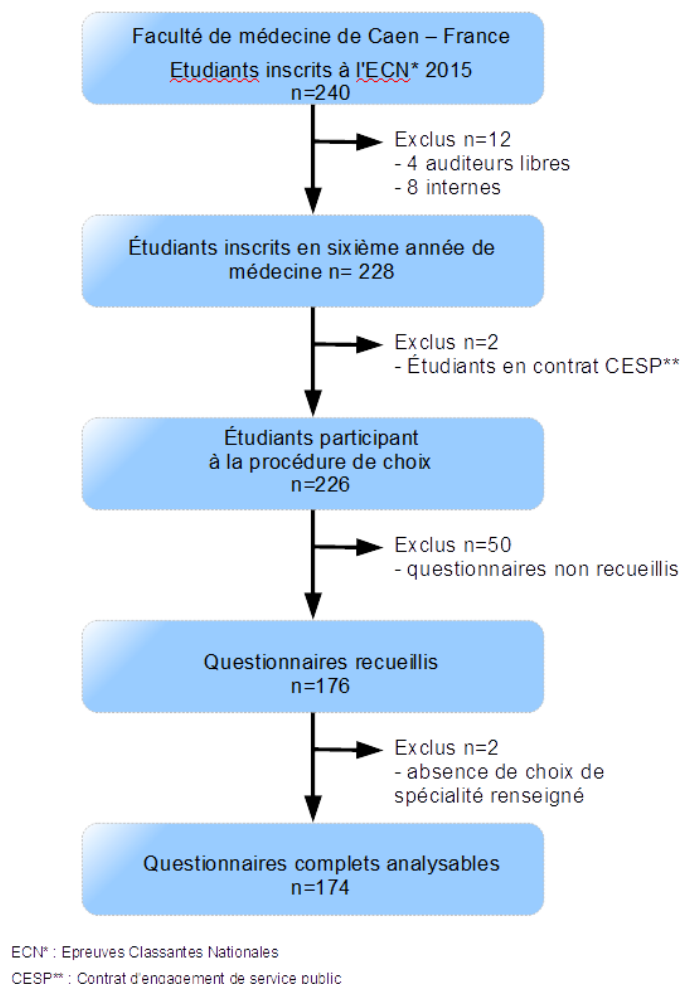 Faculté de médecine de Caen – France
Etudiants inscrits à l'ECN* 2015
n=240
Exclus n=12
- 4 auditeurs libres
- 8 internes
Étudiants inscrits en sixième année de
médecine n= 228
Exclus n=2
- Étudiants en contrat CESP**
Étudiants participant
à la procédure de choix
n=226
Exclus n=50
- questionnaires non recueillis
Questionnaires recueillis
n=176
Exclus n=2
- absence de choix de
spécialité renseigné
Questionnaires complets analysables
n=174
ECN* : Epreuves Classantes Nationales
CESP** : Contrat d'engagement de service public